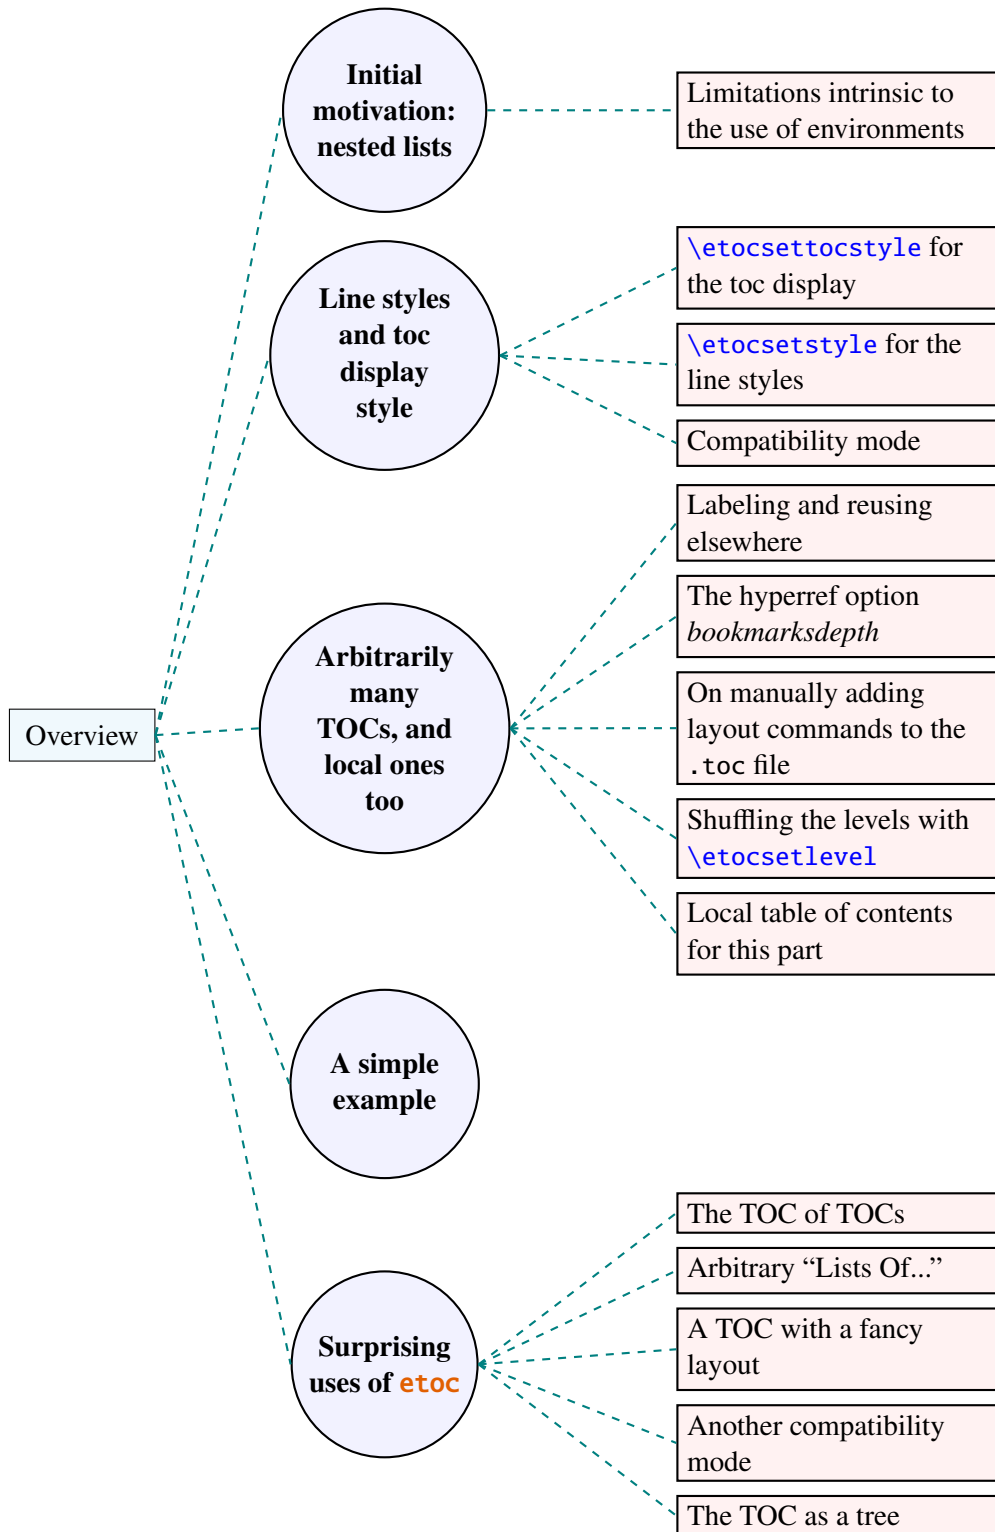 Overview
Initial
motivation:
nested lists
Limitations intrinsic to
the use of environments
Line styles
and toc
display
style
\etocsettocstyle for
the toc display
\etocsetstyle for the
line styles
Compatibility mode
Arbitrarily
many
TOCs, and
local ones
too
Labeling and reusing
elsewhere
The hyperref option
bookmarksdepth
On manually adding
layout commands to the
.toc file
Shuffling the levels with
\etocsetlevel
Local table of contents
for this part
A simple
example
Surprising
uses of etoc
The TOC of TOCs
Arbitrary “Lists Of...”
A TOC with a fancy
layout
Another compatibility
mode
The TOC as a tree